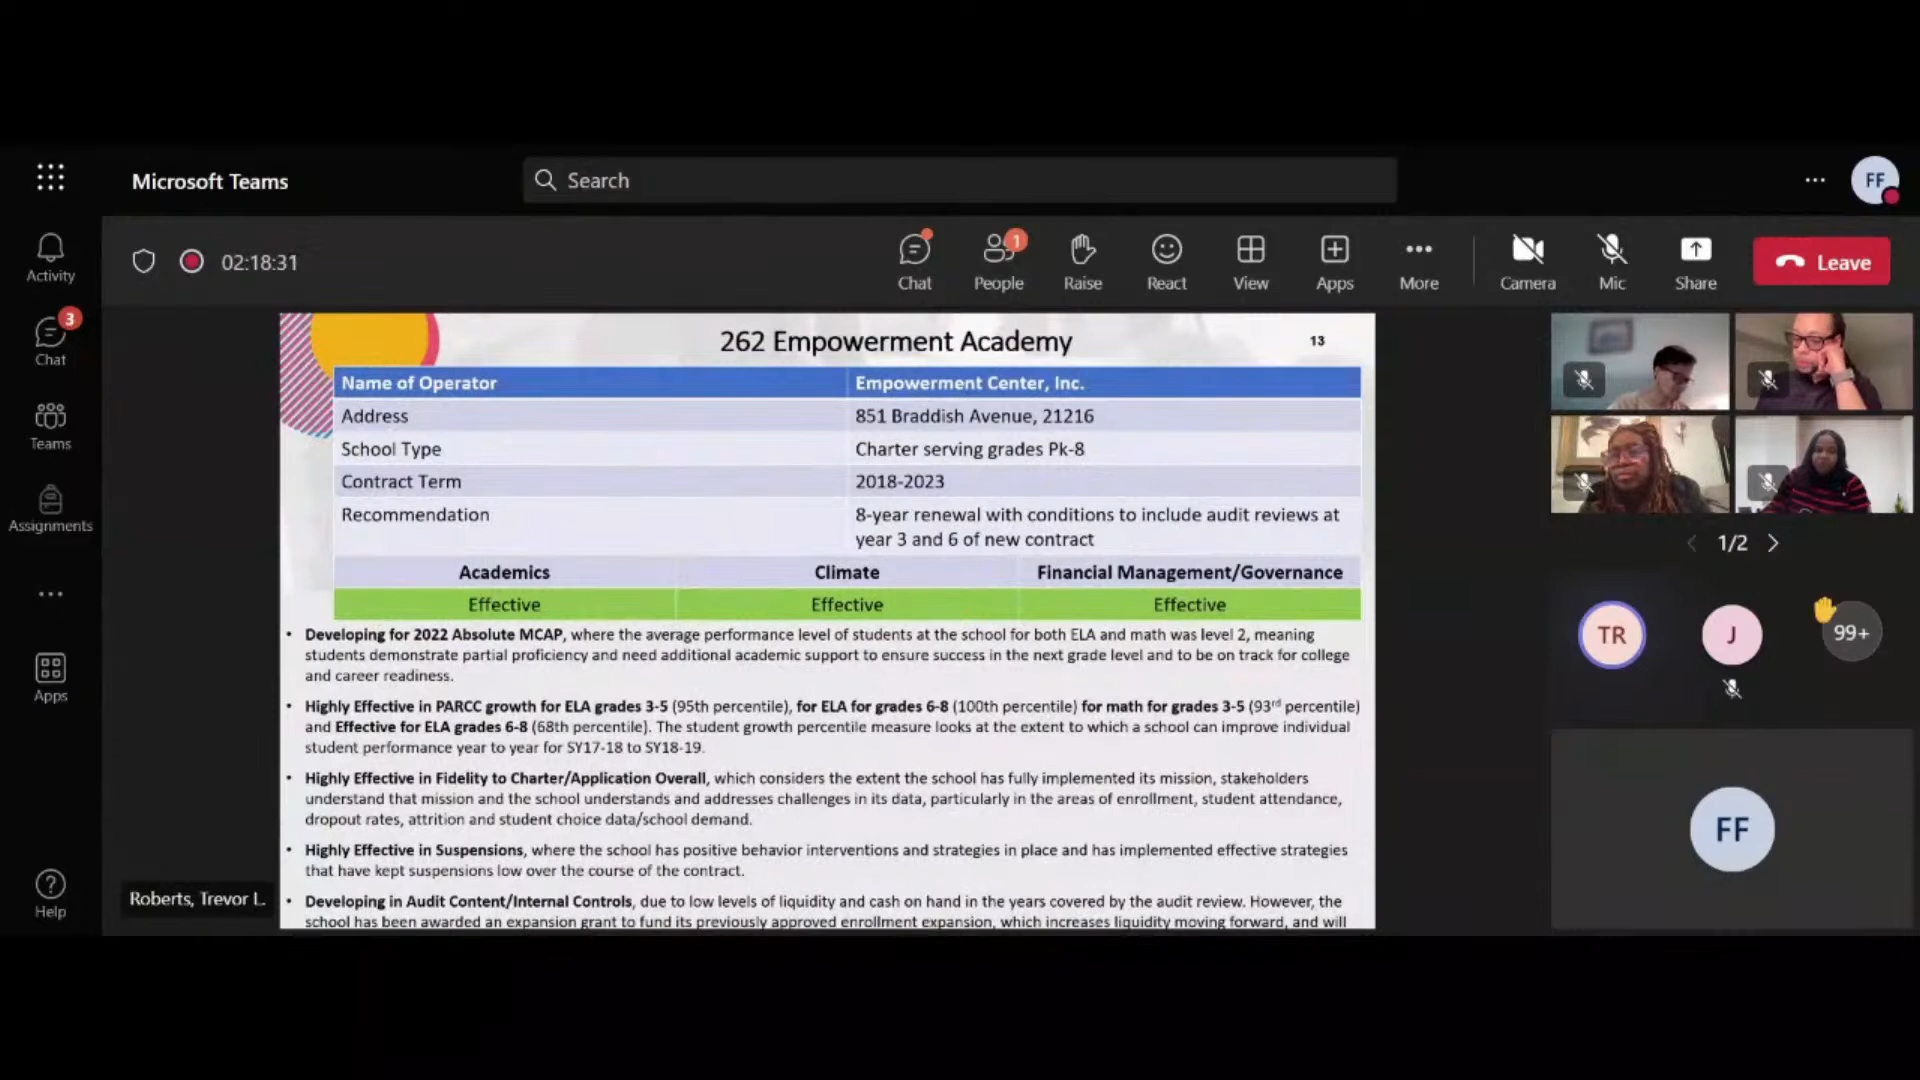 Microsoft Teams
Search
FF
Activity
02:18:31
Chat
1
People
Raise
React
View
Apps
More
Camera
Mic
Share
Leave
3
Chat
Teams
Assignments
Apps
Help
262 Empowerment Academy
13
Name of Operator Empowerment Center, Inc.
Address 851 Braddish Avenue, 21216
School Type Charter serving grades Pk-8
Contract Term 2018-2023
Recommendation 8-year renewal with conditions to include audit reviews at
year 3 and 6 of new contract
Academics Climate Financial Management/Governance
Effective Effective Effective
• Developing for 2022 Absolute MCAP, where the average performance level of students at the school for both ELA and math was level 2, meaning
students demonstrate partial proficiency and need additional academic support to ensure success in the next grade level and to be on track for college
and career readiness.
• Highly Effective in PARCC growth for ELA grades 3-5 (95th percentile), for ELA for grades 6-8 (100th percentile) for math for grades 3-5 (93rd percentile)
and Effective for ELA grades 6-8 (68th percentile). The student growth percentile measure looks at the extent to which a school can improve individual
student performance year to year for SY17-18 to SY18-19.
• Highly Effective in Fidelity to Charter/Application Overall, which considers the extent the school has fully implemented its mission, stakeholders
understand that mission and the school understands and addresses challenges in its data, particularly in the areas of enrollment, student attendance,
dropout rates, attrition and student choice data/school demand.
• Highly Effective in Suspensions, where the school has positive behavior interventions and strategies in place and has implemented effective strategies
that have kept suspensions low over the course of the contract.
• Developing in Audit Content/Internal Controls, due to low levels of liquidity and cash on hand in the years covered by the audit review. However, the
school has been awarded an expansion grant to fund its previously approved enrollment expansion, which increases liquidity moving forward, and will
Roberts, Trevor L.
1/2
TR
J
99+
FF